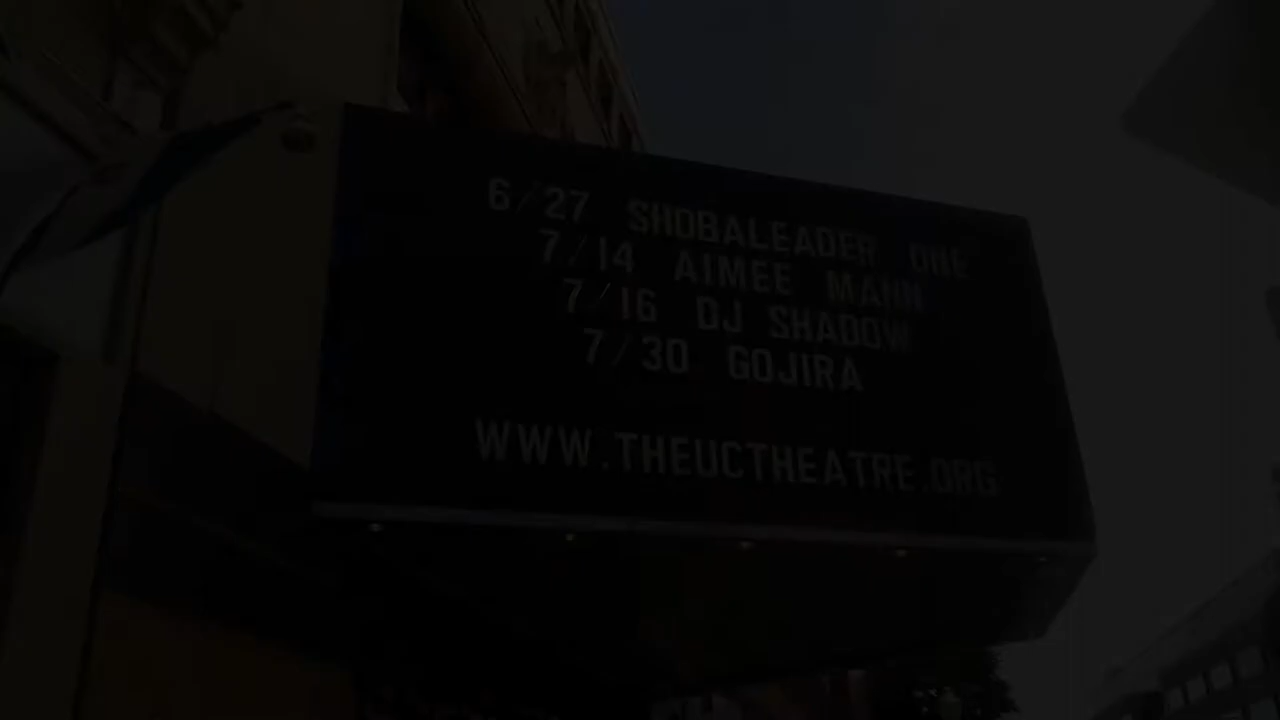 6/27 SHOBALEADER ONE
7/14 AIMEE MANN
7/16 DJ SHADOW
7/30 GOJIRA
WWW.THEUCTHEATRE.ORG